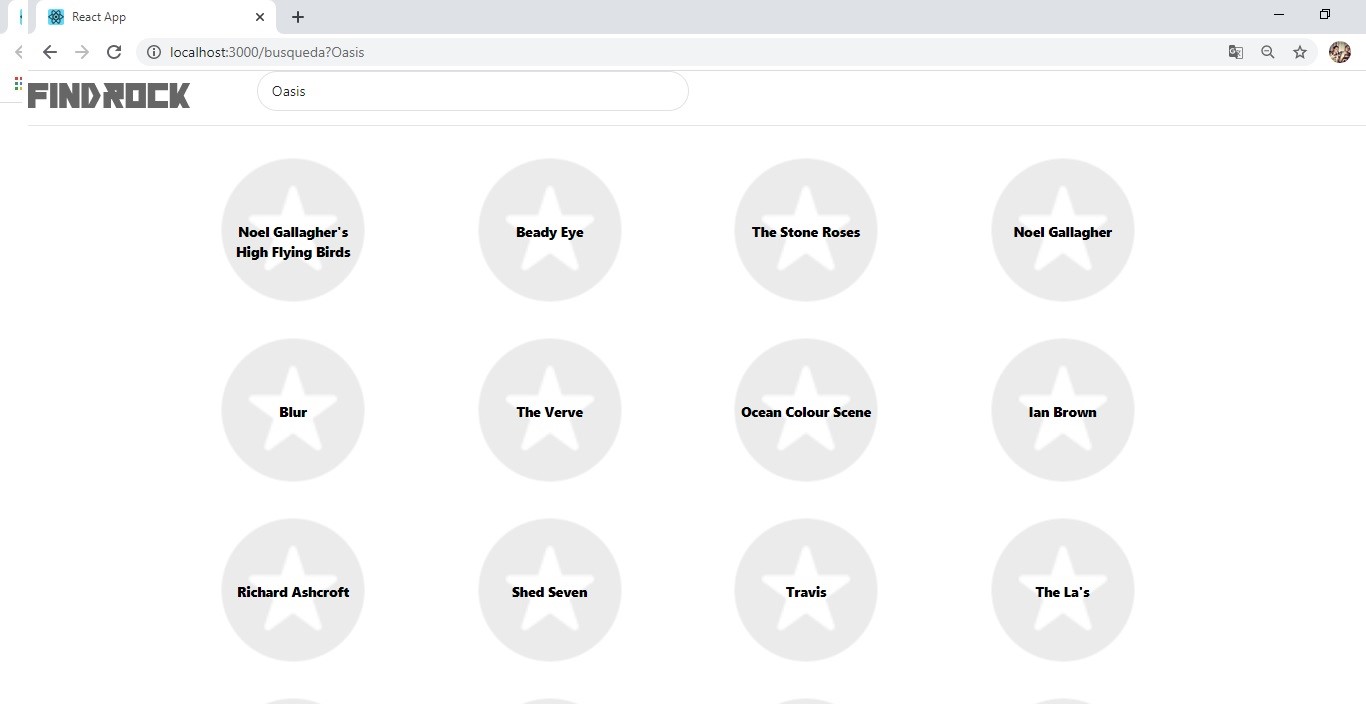 React App
localhost:3000/busqueda?Oasis
FINDROCK
Oasis
Noel Gallagher's
High Flying Birds
Beady Eye
The Stone Roses
Noel Gallagher
Blur
The Verve
Ocean Colour Scene
Ian Brown
Richard Ashcroft
Shed Seven
Travis
The La's